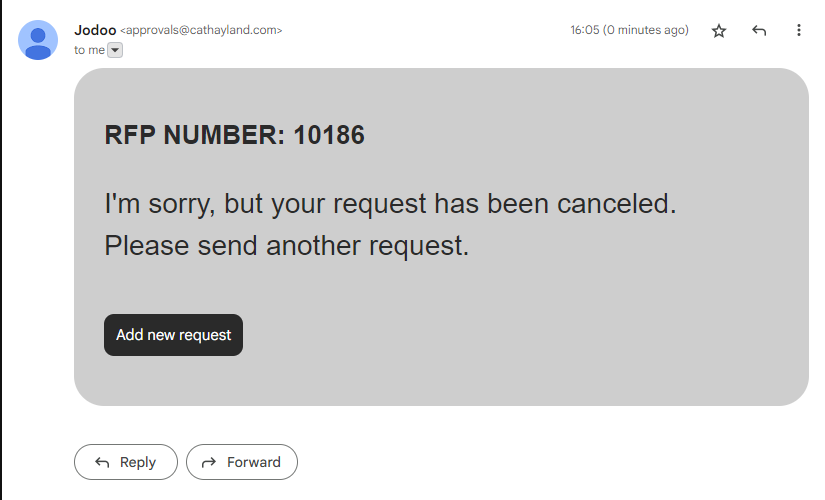 Jodoo <approvals@cathayland.com> 16:05 (0 minutes ago)
to me
RFP NUMBER: 10186
I'm sorry, but your request has been canceled.
Please send another request.
Add new request
Reply Forward